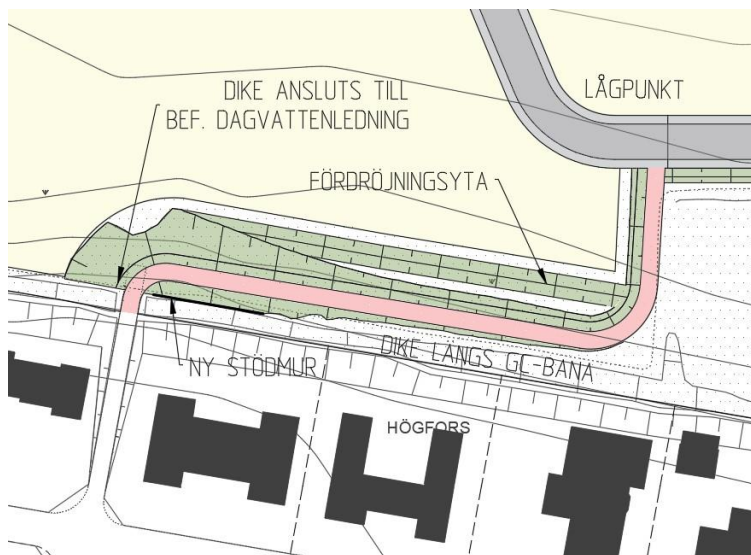 DIKE ANSLUTS TILL
BEF. DAGVATTENLEDNING
LÅGPUNKT
FÖRDRÖJNINGSYTA
NY STÖDMUR
DIKE LÄNGS GC-BANA
HÖGFORS